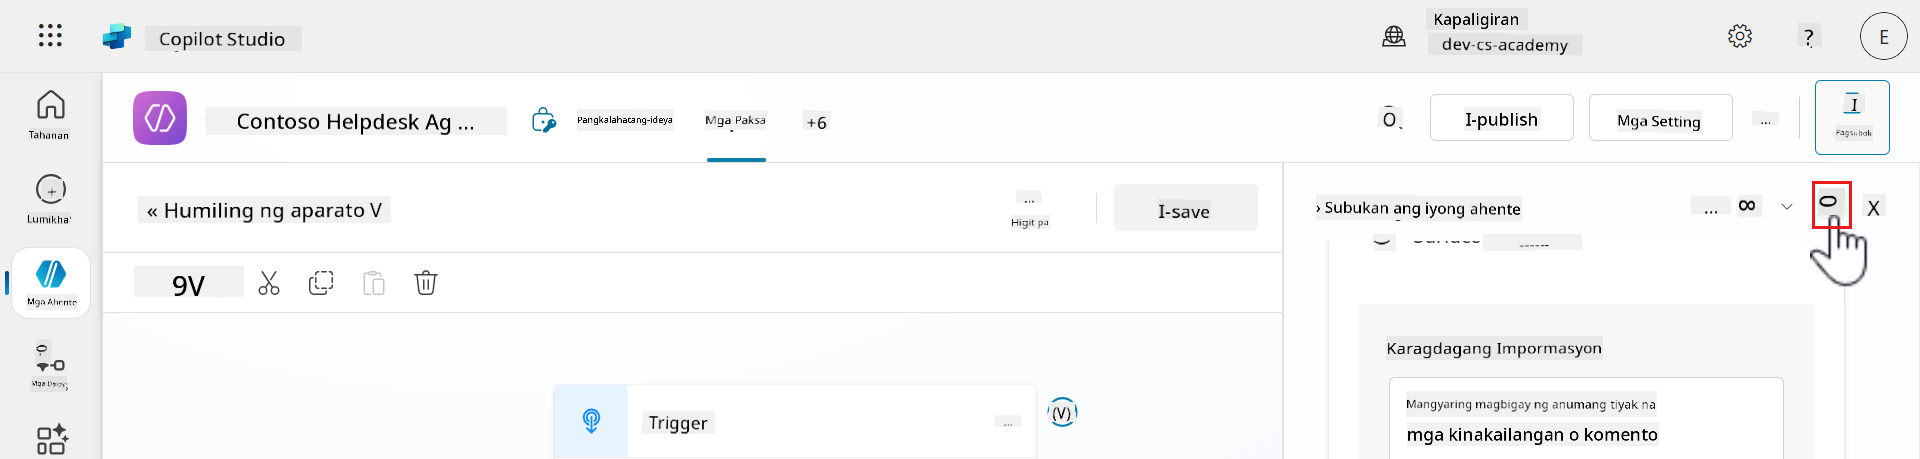 Copilot Studio
Kapaligiran
dev-cs-academy
?
E
Tahanan
Contoso Helpdesk Ag ...
Pangkalahatang-ideya
Mga Paksa
+6
I-publish
Mga Setting
...
I
Pagsubok
Lumikha
« Humiling ng aparato V
...
Higit pa
I-save
› Subukan ang iyong ahente
...
∞
X
Mga Ahente
9V
Karagdagang Impormasyon
Mangyaring magbigay ng anumang tiyak na
mga kinakailangan o komento
Trigger
...
(V)